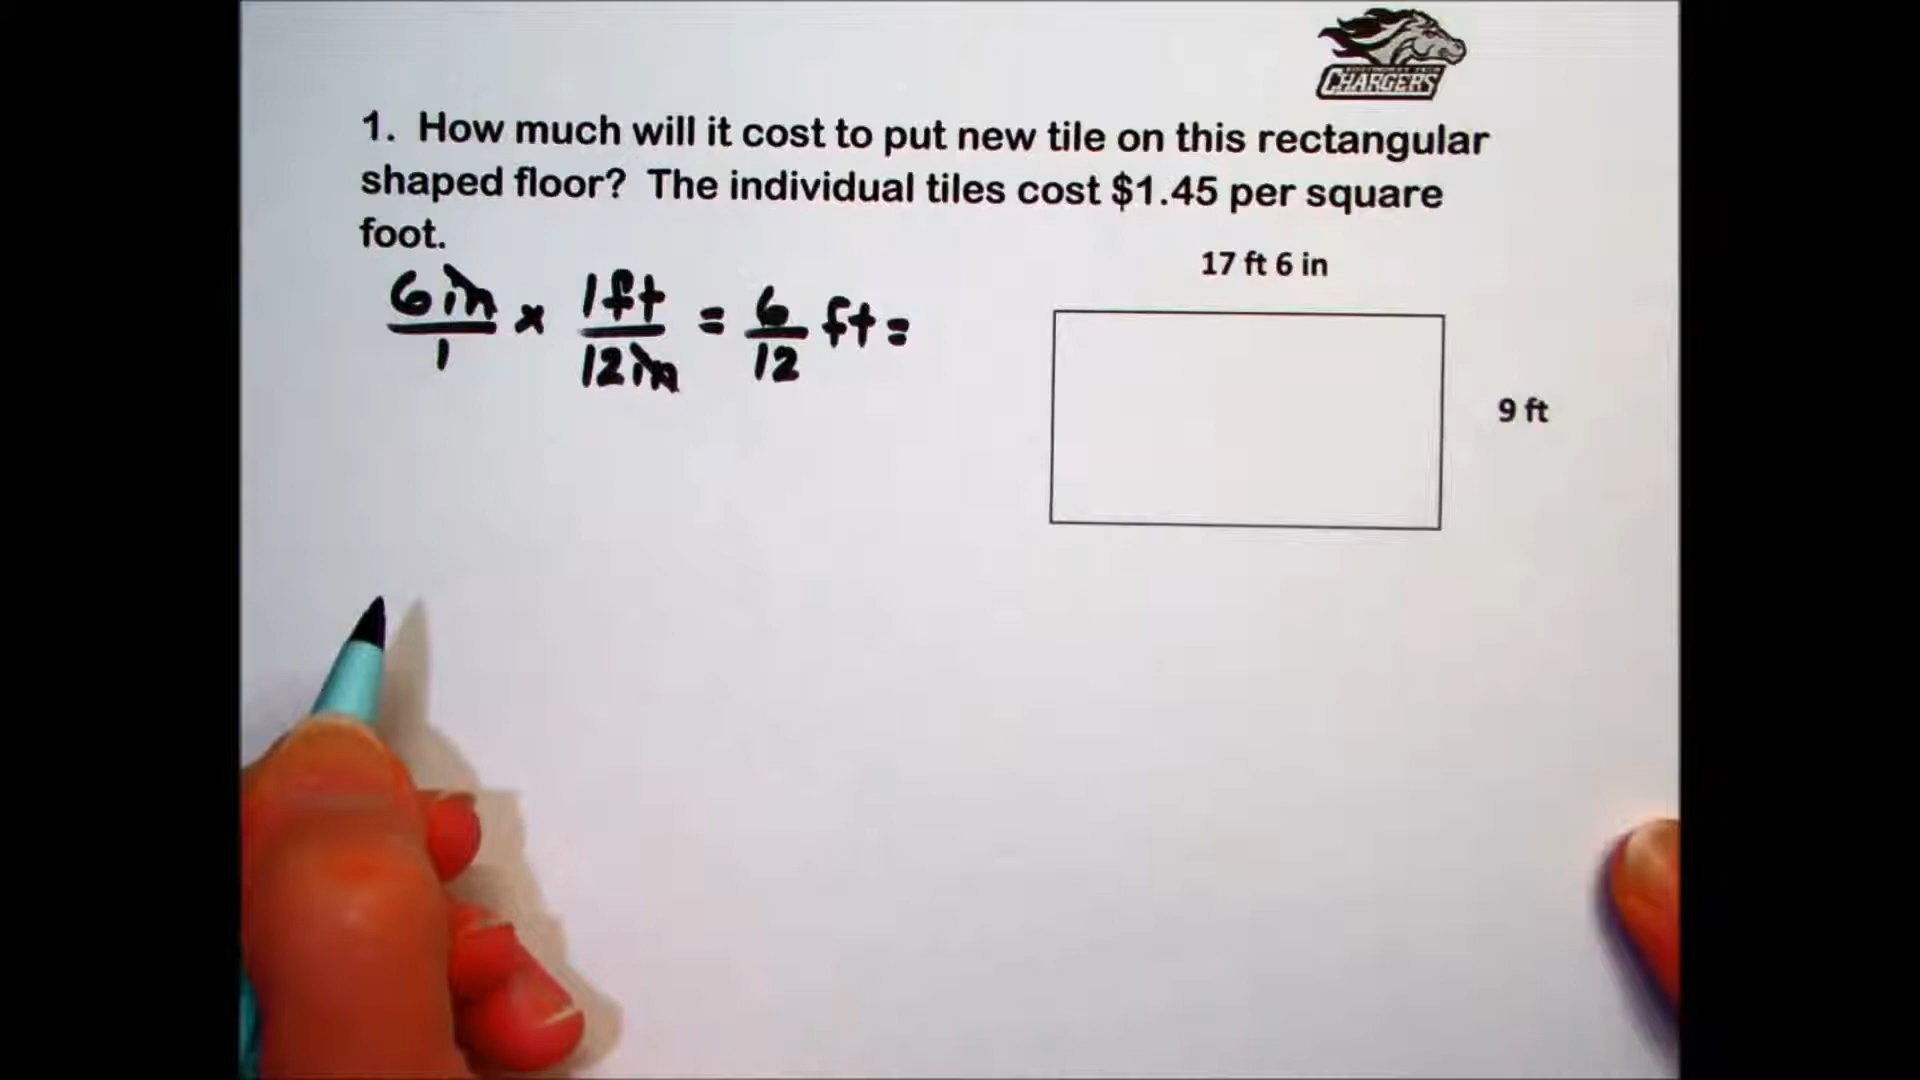 CHARGERS
1. How much will it cost to put new tile on this rectangular
shaped floor? The individual tiles cost $1.45 per square
foot.
17 ft 6 in
6in/1 × 1ft/12in = 6/12 ft =
9 ft